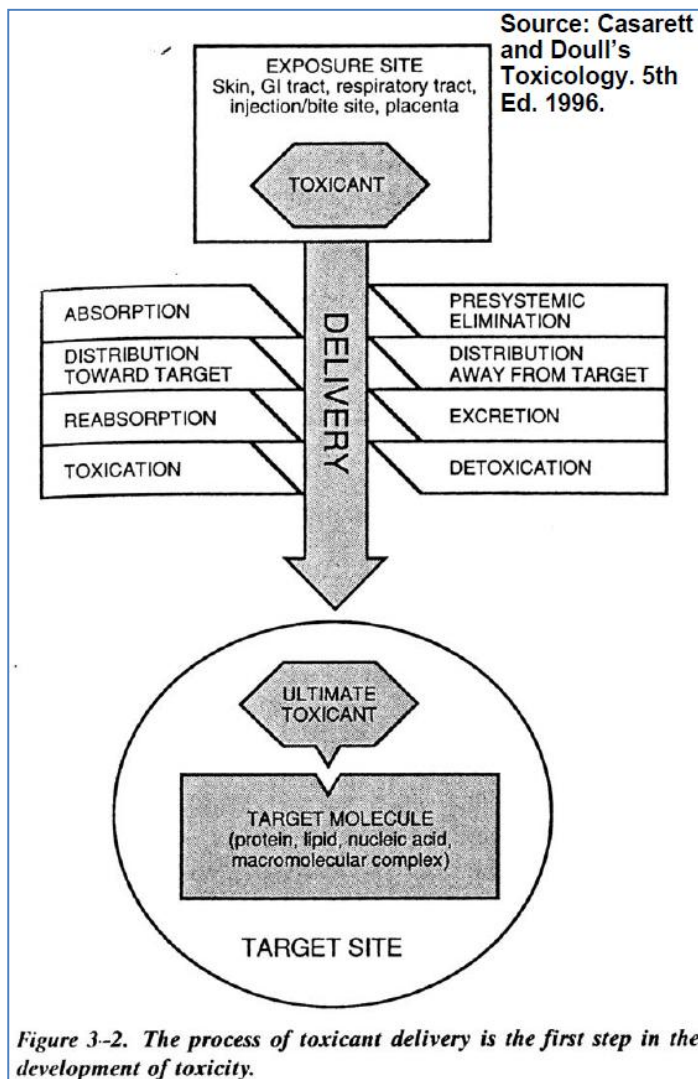 Source: Casarett
and Doull's
Toxicology. 5th
Ed. 1996.
EXPOSURE SITE
Skin, GI tract, respiratory tract,
injection/bite site, placenta
TOXICANT
DELIVERY
ABSORPTION
DISTRIBUTION
TOWARD TARGET
REABSORPTION
TOXICATION
PRESYSTEMIC
ELIMINATION
DISTRIBUTION
AWAY FROM TARGET
EXCRETION
DETOXICATION
ULTIMATE
TOXICANT
TARGET MOLECULE
(protein, lipid, nucleic acid,
macromolecular complex)
TARGET SITE
Figure 3-2. The process of toxicant delivery is the first step in the
development of toxicity.